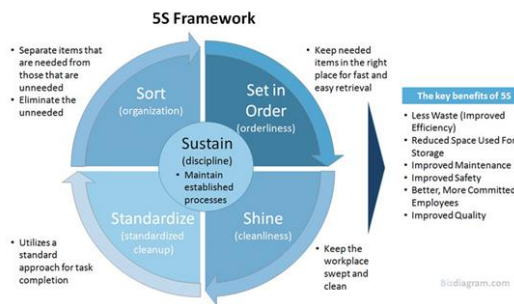 5S Framework
• Separate items that
are needed from
those that are
unneeded
• Eliminate the
unneeded
Sort
(organization)
Set in
Order
(orderliness)
• Keep needed
items in the right
place for fast and
easy retrieval
Sustain
(discipline)
• Maintain
established
processes
Standardize
(standardized
cleanup)
Shine
(cleanliness)
• Utilizes a
standard
approach for task
completion
• Keep the
workplace
swept and
clean
The key benefits of 5S
• Less Waste (Improved
Efficiency)
• Reduced Space Used For
Storage
• Improved Maintenance
• Improved Safety
• Better, More Committed
Employees
• Improved Quality
Bizdiagram.com